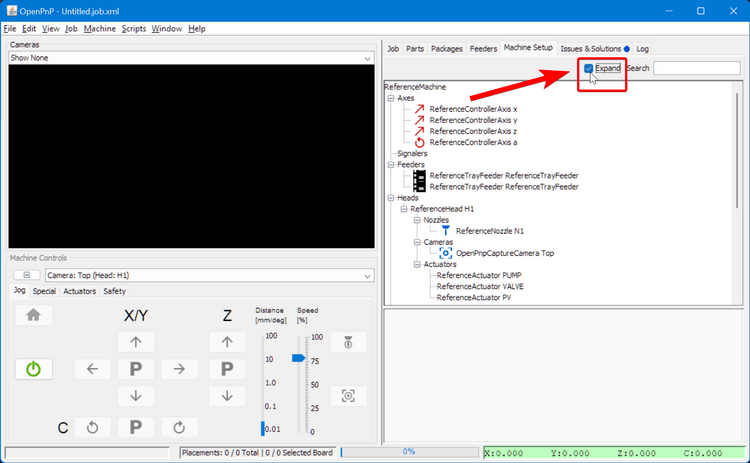 OpenPnP - Untitled.job.xml
File Edit View Job Machine Scripts Window Help
Cameras
Show None
Machine Controls
Camera: Top (Head: H1)
Jog Special Actuators Safety
X/Y Z
Distance [mm/deg]
Speed [%]
100
10
1.0
0.1
0.01
100
75
50
25
0
P P
C P
Job Parts Packages Feeders Machine Setup Issues & Solutions Log
Expand Search
ReferenceMachine
Axes
ReferenceControllerAxis x
ReferenceControllerAxis y
ReferenceControllerAxis z
ReferenceControllerAxis a
Signalers
Feeders
ReferenceTrayFeeder ReferenceTrayFeeder
ReferenceTrayFeeder ReferenceTrayFeeder
Heads
ReferenceHead H1
Nozzles
ReferenceNozzle N1
Cameras
OpenPnpCaptureCamera Top
Actuators
ReferenceActuator PUMP
ReferenceActuator VALVE
ReferenceActuator PV
Placements: 0 / 0 Total | 0 / 0 Selected Board
0%
X:0.000 Y:0.000 Z:0.000 C:0.000